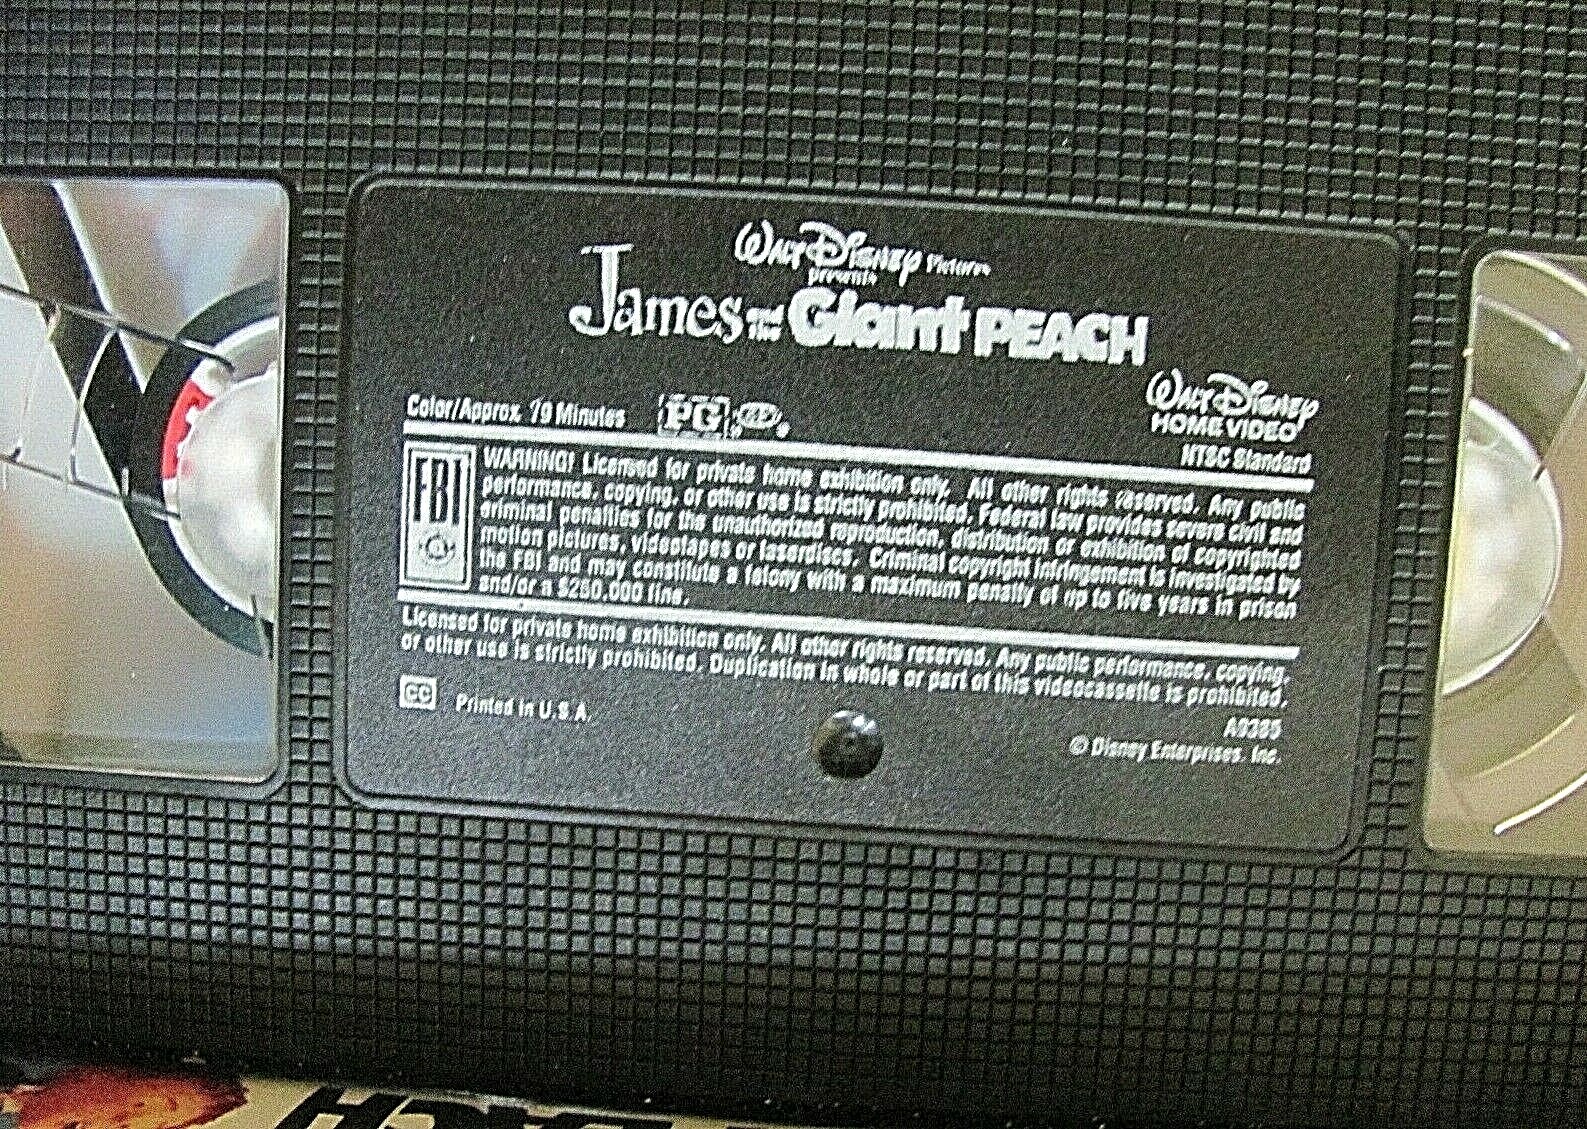 Walt Disney Pictures
presents
James and the Giant PEACH
Color/Approx. 79 Minutes PG
Walt Disney
HOME VIDEO
NTSC Standard
FBI
WARNING! Licensed for private home exhibition only. All other rights reserved. Any public
performance, copying, or other use is strictly prohibited. Federal law provides severe civil and
criminal penalties for the unauthorized reproduction, distribution or exhibition of copyrighted
motion pictures, videotapes or laserdiscs. Criminal copyright infringement is investigated by
the FBI and may constitute a felony with a maximum penalty of up to five years in prison
and/or a $250,000 fine.
Licensed for private home exhibition only. All other rights reserved. Any public performance, copying,
or other use is strictly prohibited. Duplication in whole or part of this videocassette is prohibited.
CC Printed in U.S.A.
© Disney Enterprises, Inc.